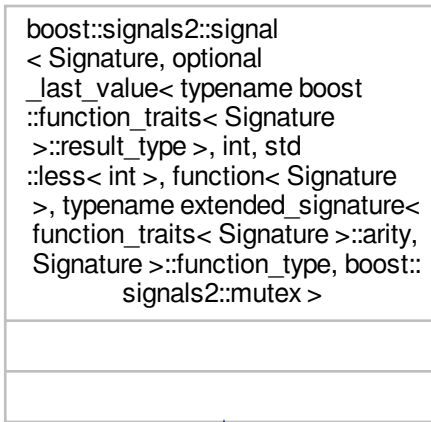 boost::signals2::signal
< Signature, optional
_last_value< typename boost
::function_traits< Signature
>::result_type >, int, std
::less< int >, function< Signature
>, typename extended_signature<
function_traits< Signature >::arity,
Signature >::function_type, boost::
signals2::mutex >